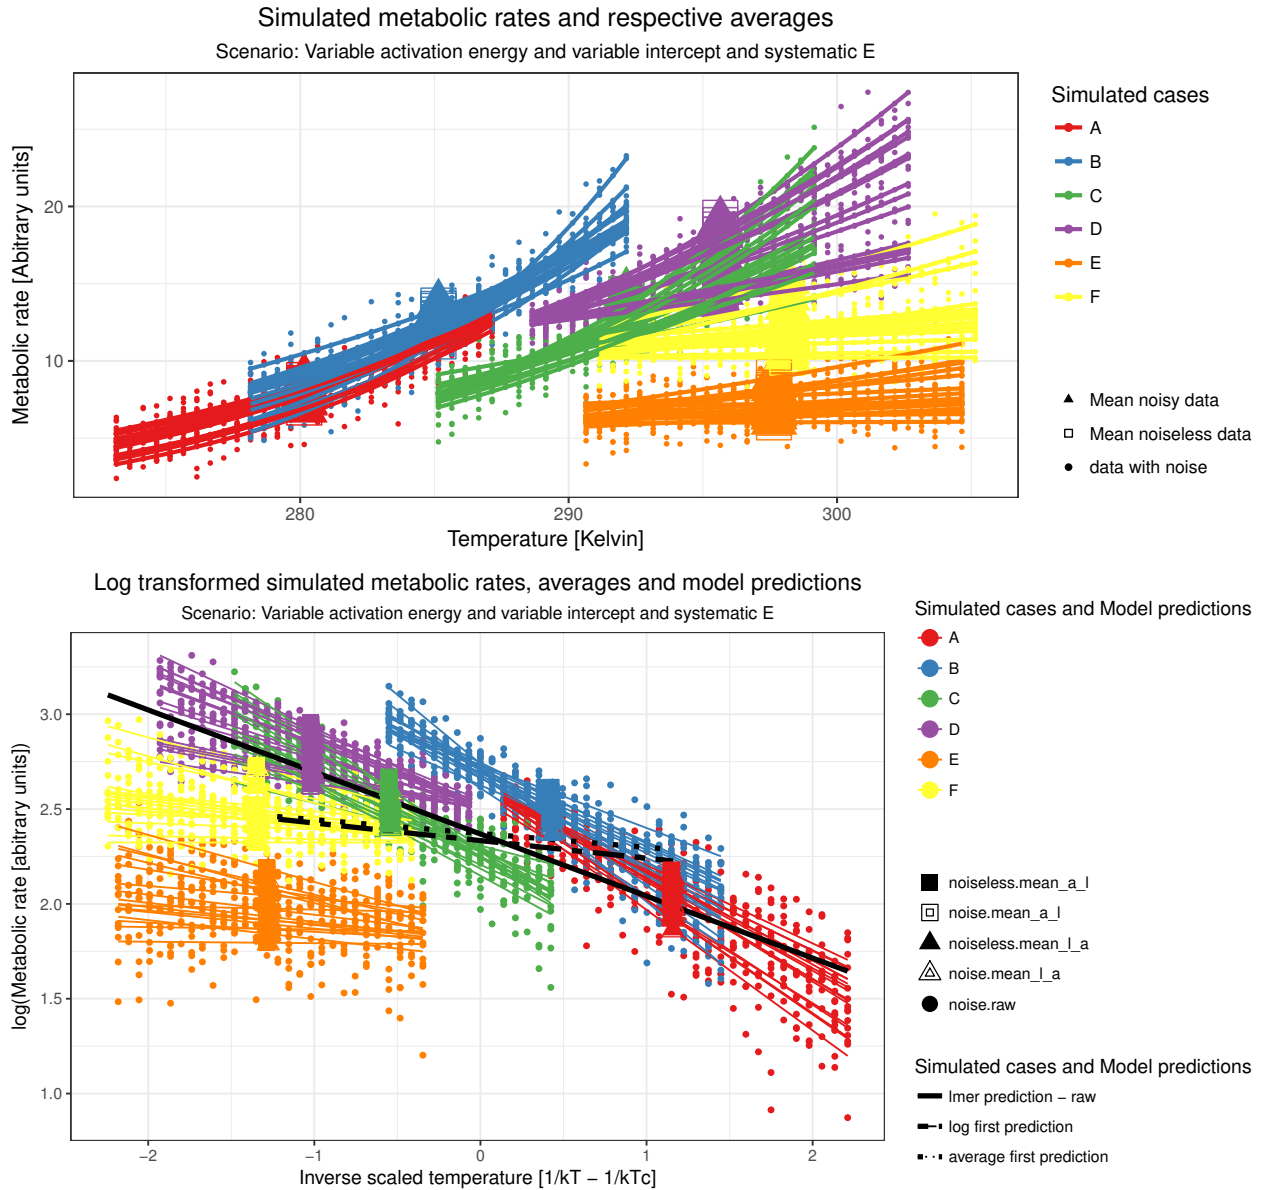 Simulated metabolic rates and respective averages
Scenario: Variable activation energy and variable intercept and systematic E
Metabolic rate [Abitrary units]
20
10
280
290
300
Temperature [Kelvin]
Simulated cases
A
B
C
D
E
F
Mean noisy data
Mean noiseless data
data with noise
Log transformed simulated metabolic rates, averages and model predictions
Scenario: Variable activation energy and variable intercept and systematic E
log(Metabolic rate [abitrary units])
3.0
2.5
2.0
1.5
1.0
−2
−1
0
1
2
Inverse scaled temperature [1/kT − 1/kTc]
Simulated cases and Model predictions
A
B
C
D
E
F
noiseless.mean_a_l
noise.mean_a_l
noiseless.mean_l_a
noise.mean_l_a
noise.raw
Simulated cases and Model predictions
lmer prediction − raw
log first prediction
average first prediction